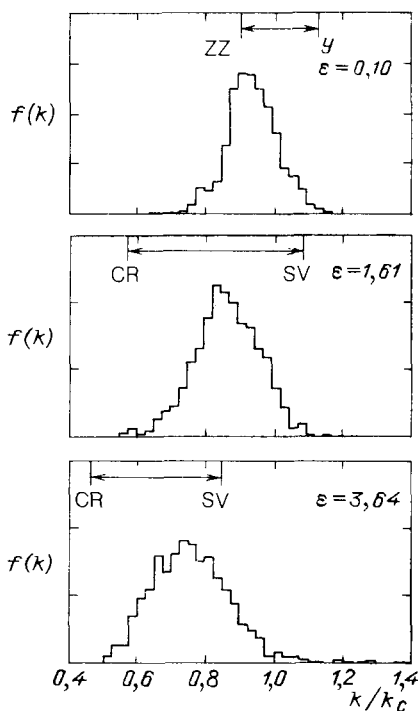 ZZ y
ε=0,10
f(k)
CR SV ε=1,61
f(k)
CR SV ε=3,64
f(k)
0,4 0,6 0,8 1,0 1,2 1,4
k/kc